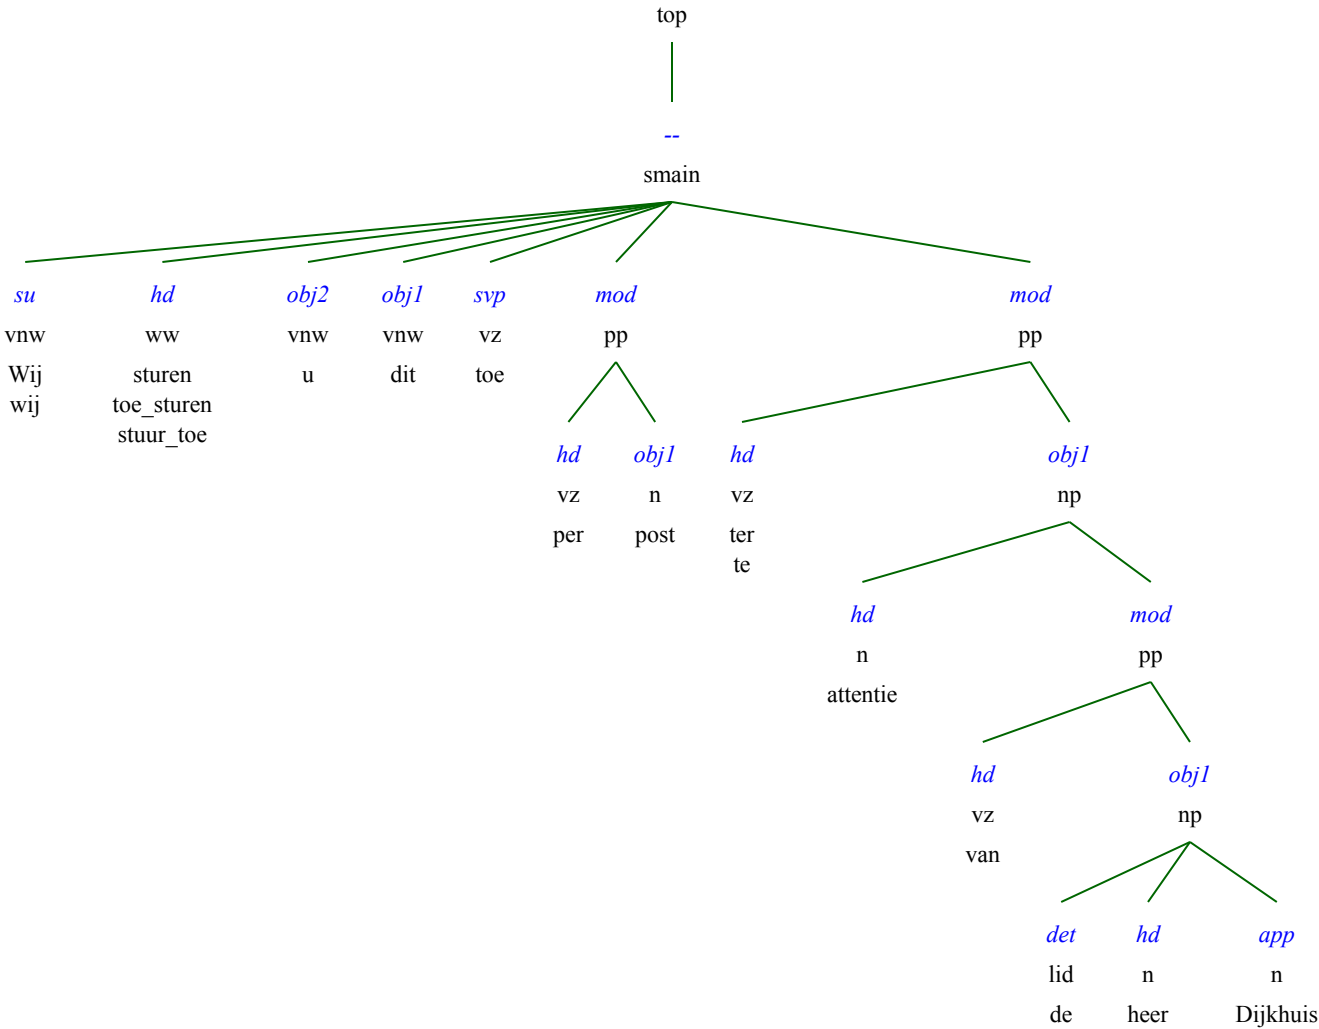 top
--
smain
su hd obj2 obj1 svp mod mod
vnw ww vnw vnw vz pp pp
Wij sturen u dit toe
wij toe_sturen
stuur_toe
hd obj1 hd obj1
vz n vz np
per post ter
te
hd mod
n pp
attentie
hd obj1
vz np
van
det hd app
lid n n
de heer Dijkhuis